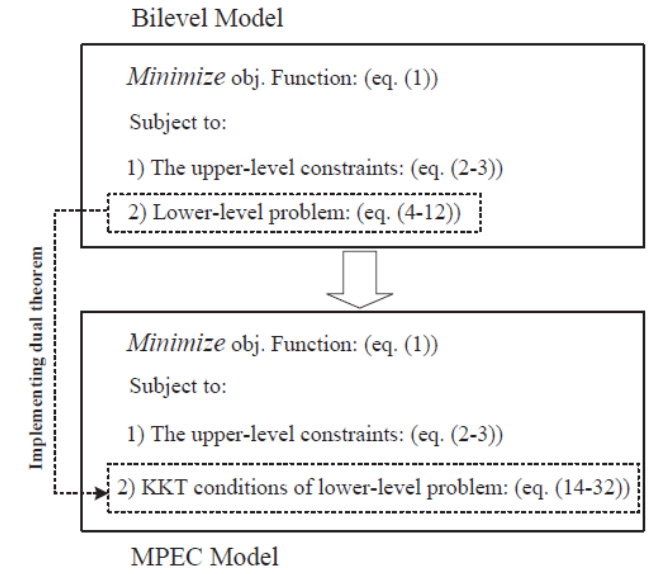 Bilevel Model
Minimize obj. Function: (eq. (1))
Subject to:
1) The upper-level constraints: (eq. (2-3))
2) Lower-level problem: (eq. (4-12))
Implementing dual theorem
Minimize obj. Function: (eq. (1))
Subject to:
1) The upper-level constraints: (eq. (2-3))
2) KKT conditions of lower-level problem: (eq. (14-32))
MPEC Model